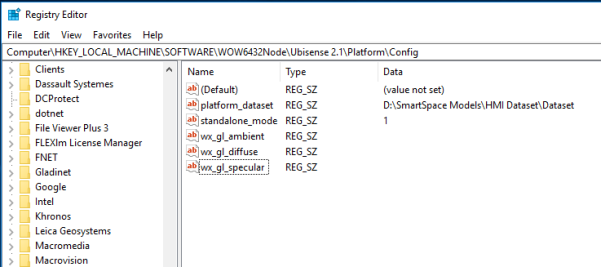 Registry Editor
File Edit View Favorites Help
Computer\HKEY_LOCAL_MACHINE\SOFTWARE\WOW6432Node\Ubisense 2.1\Platform\Config
Clients
Dassault Systemes
DCProtect
dotnet
File Viewer Plus 3
FLEXlm License Manager
FNET
Gladinet
Google
Intel
Khronos
Leica Geosystems
Macromedia
Macrovision
Name Type Data
ab (Default) REG_SZ (value not set)
ab platform_dataset REG_SZ D:\SmartSpace Models\HMI Dataset\Dataset
ab standalone_mode REG_SZ 1
ab wx_gl_ambient REG_SZ
ab wx_gl_diffuse REG_SZ
ab wx_gl_specular REG_SZ